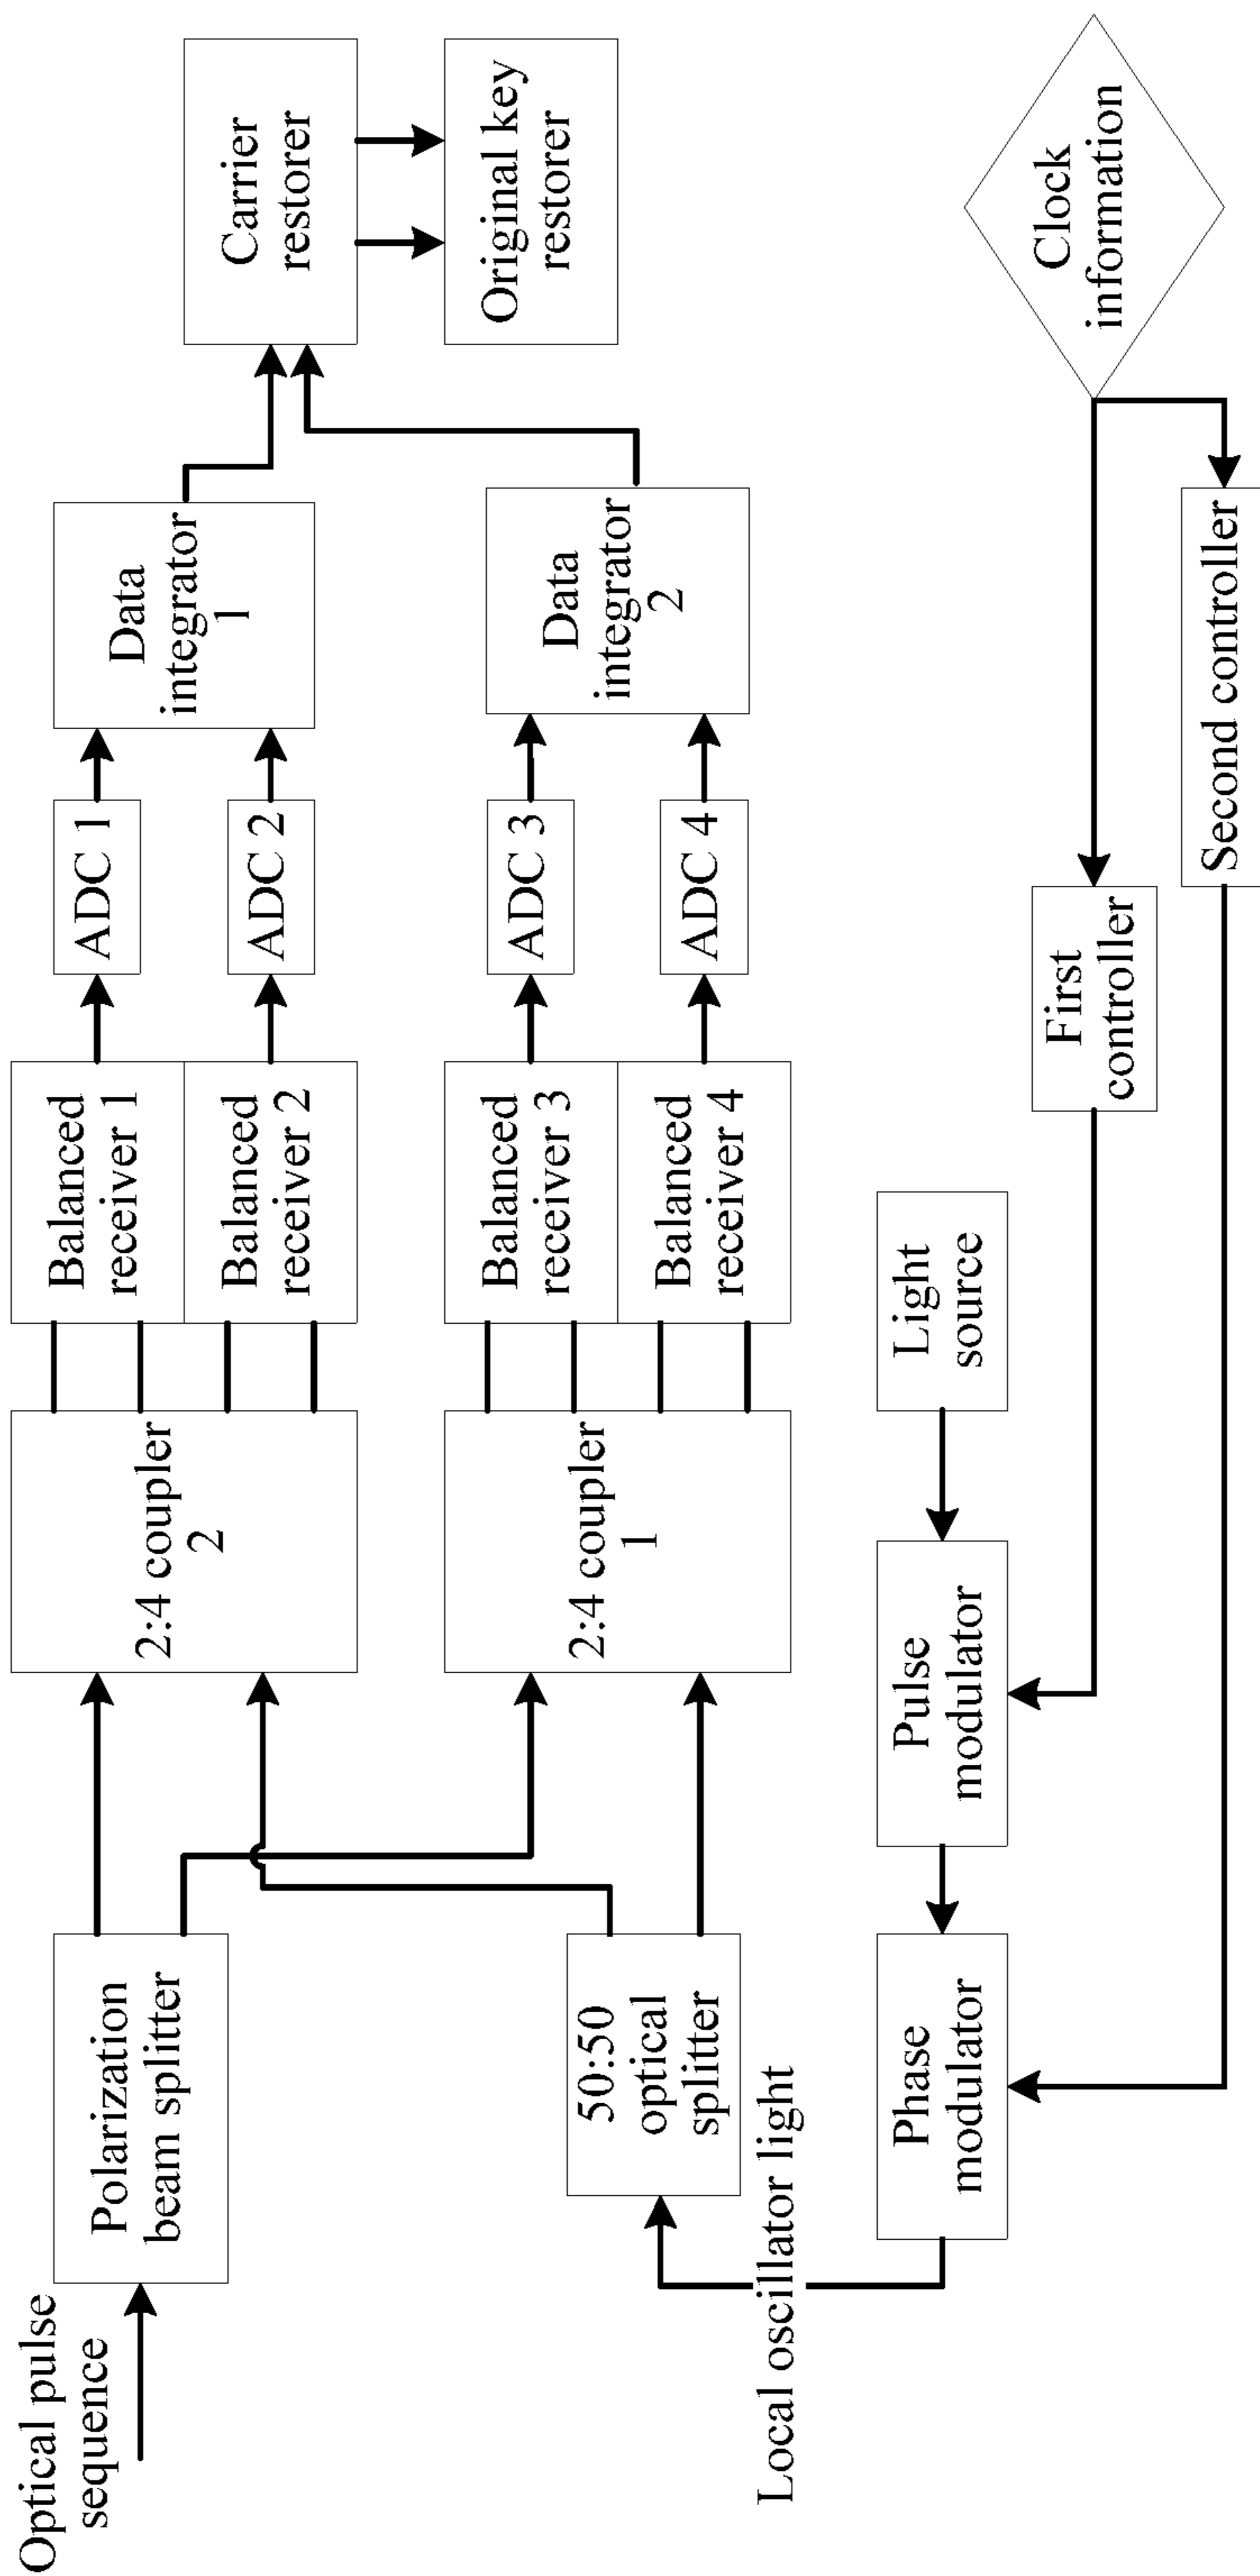 Optical pulse
sequence
Polarization
beam splitter
2:4 coupler
2
Balanced
receiver 1
Balanced
receiver 2
ADC 1
ADC 2
Data
integrator
1
Carrier
restorer
Original key
restorer
50:50
optical
splitter
2:4 coupler
1
Balanced
receiver 3
Balanced
receiver 4
ADC 3
ADC 4
Data
integrator
2
Local oscillator light
Phase
modulator
Pulse
modulator
Light
source
First
controller
Second controller
Clock
information